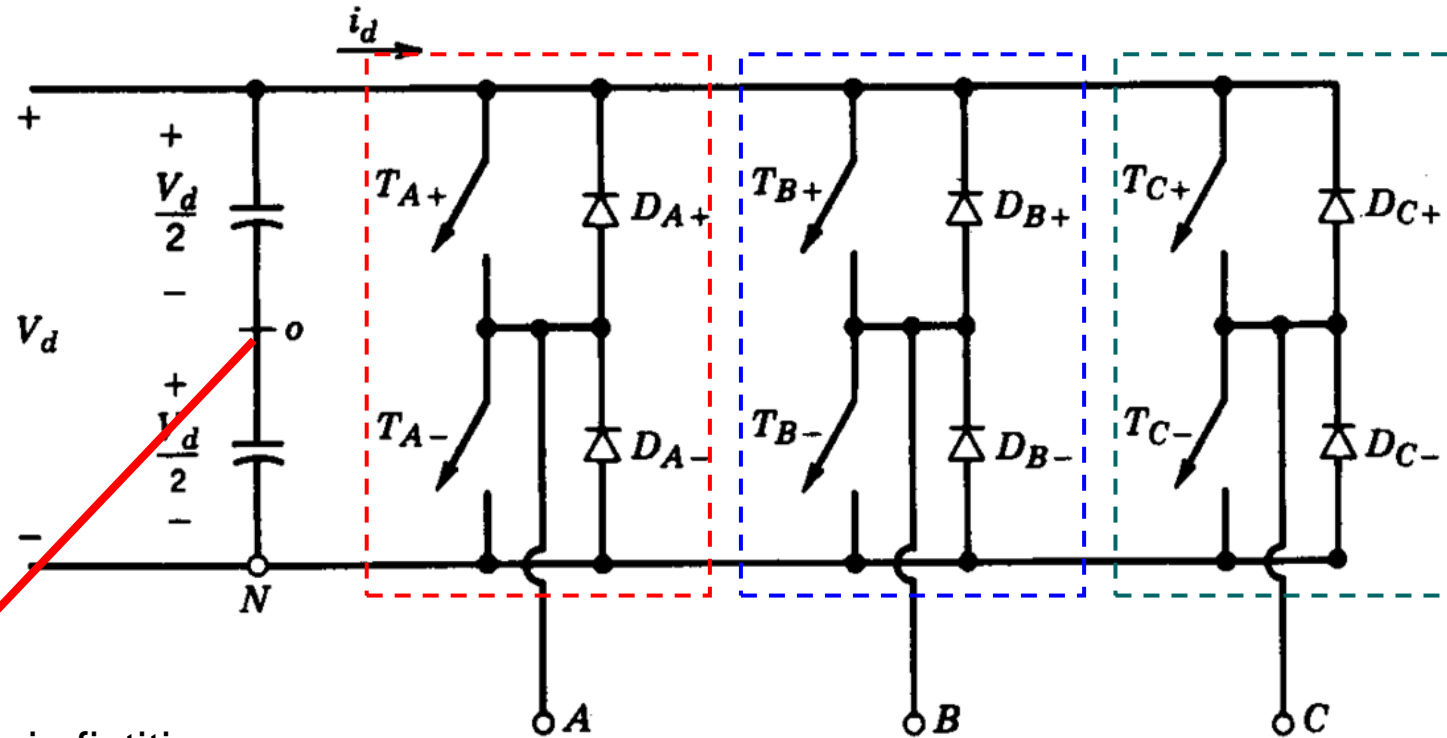 i_d
+
+
V_d
2
−
V_d
o
+
V_d
2
−
−
N
T_A+
D_A+
T_B+
D_B+
T_C+
D_C+
T_A−
D_A−
T_B−
D_B−
T_C−
D_C−
A
B
C